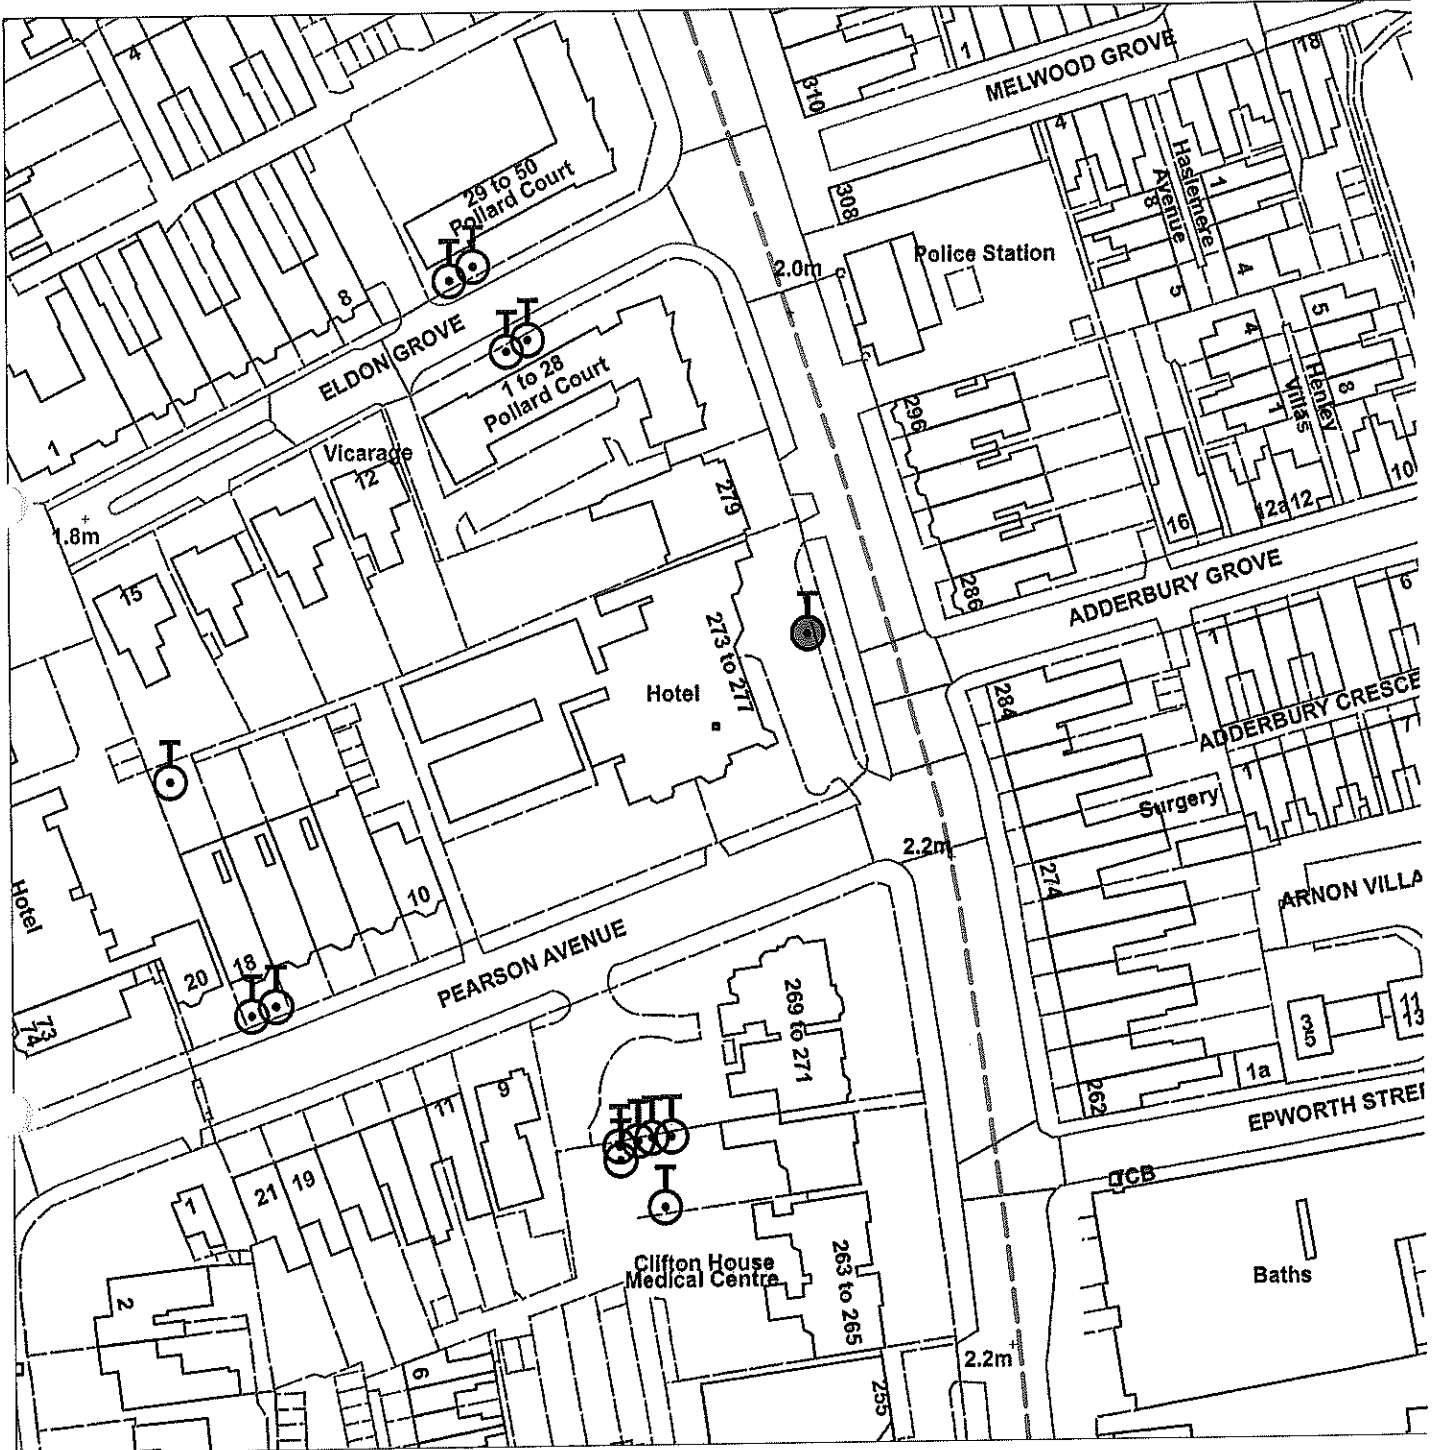 4
1
MELWOOD GROVE
18
310
29 to 50
Pollard Court
4
Haslemere
Avenue
8
1
308
Police Station
2.0m
4
5
8
ELDON GROVE
1 to 28
Pollard Court
4
5
Henley
Villas
8
1
296
1
Vicarage
12
279
10
12a
12
16
1.8m
15
286
ADDERBURY GROVE
6
1
273 to 277
Hotel
284
ADDERBURY CRESCE
7
1
Surgery
2.2m
274
Hotel
10
ARNON VILLA
18
20
PEARSON AVENUE
269 to 271
73
74
35
11
13
1a
9
11
262
EPWORTH STREE
TCB
1
21
19
Clifton House
Medical Centre
263 to 265
Baths
2
2.2m
6
255